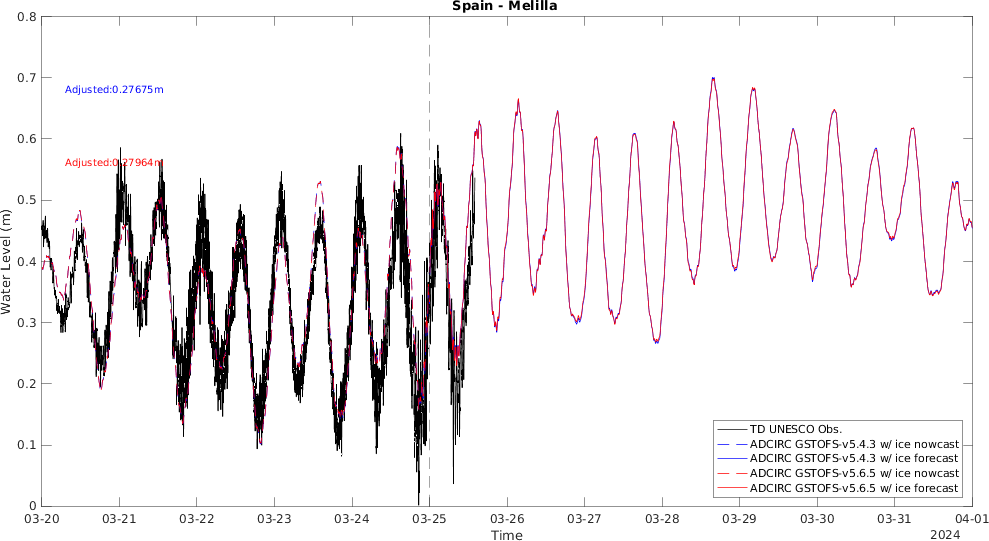 Spain - Melilla
0.8
0.7
0.6
0.5
0.4
0.3
0.2
0.1
0
Water Level (m)
Adjusted:0.27675m
Adjusted:0.27964m
TD UNESCO Obs.
ADCIRC GSTOFS-v5.4.3 w/ ice nowcast
ADCIRC GSTOFS-v5.4.3 w/ ice forecast
ADCIRC GSTOFS-v5.6.5 w/ ice nowcast
ADCIRC GSTOFS-v5.6.5 w/ ice forecast
03-20 03-21 03-22 03-23 03-24 03-25 03-26 03-27 03-28 03-29 03-30 03-31 04-01
Time
2024